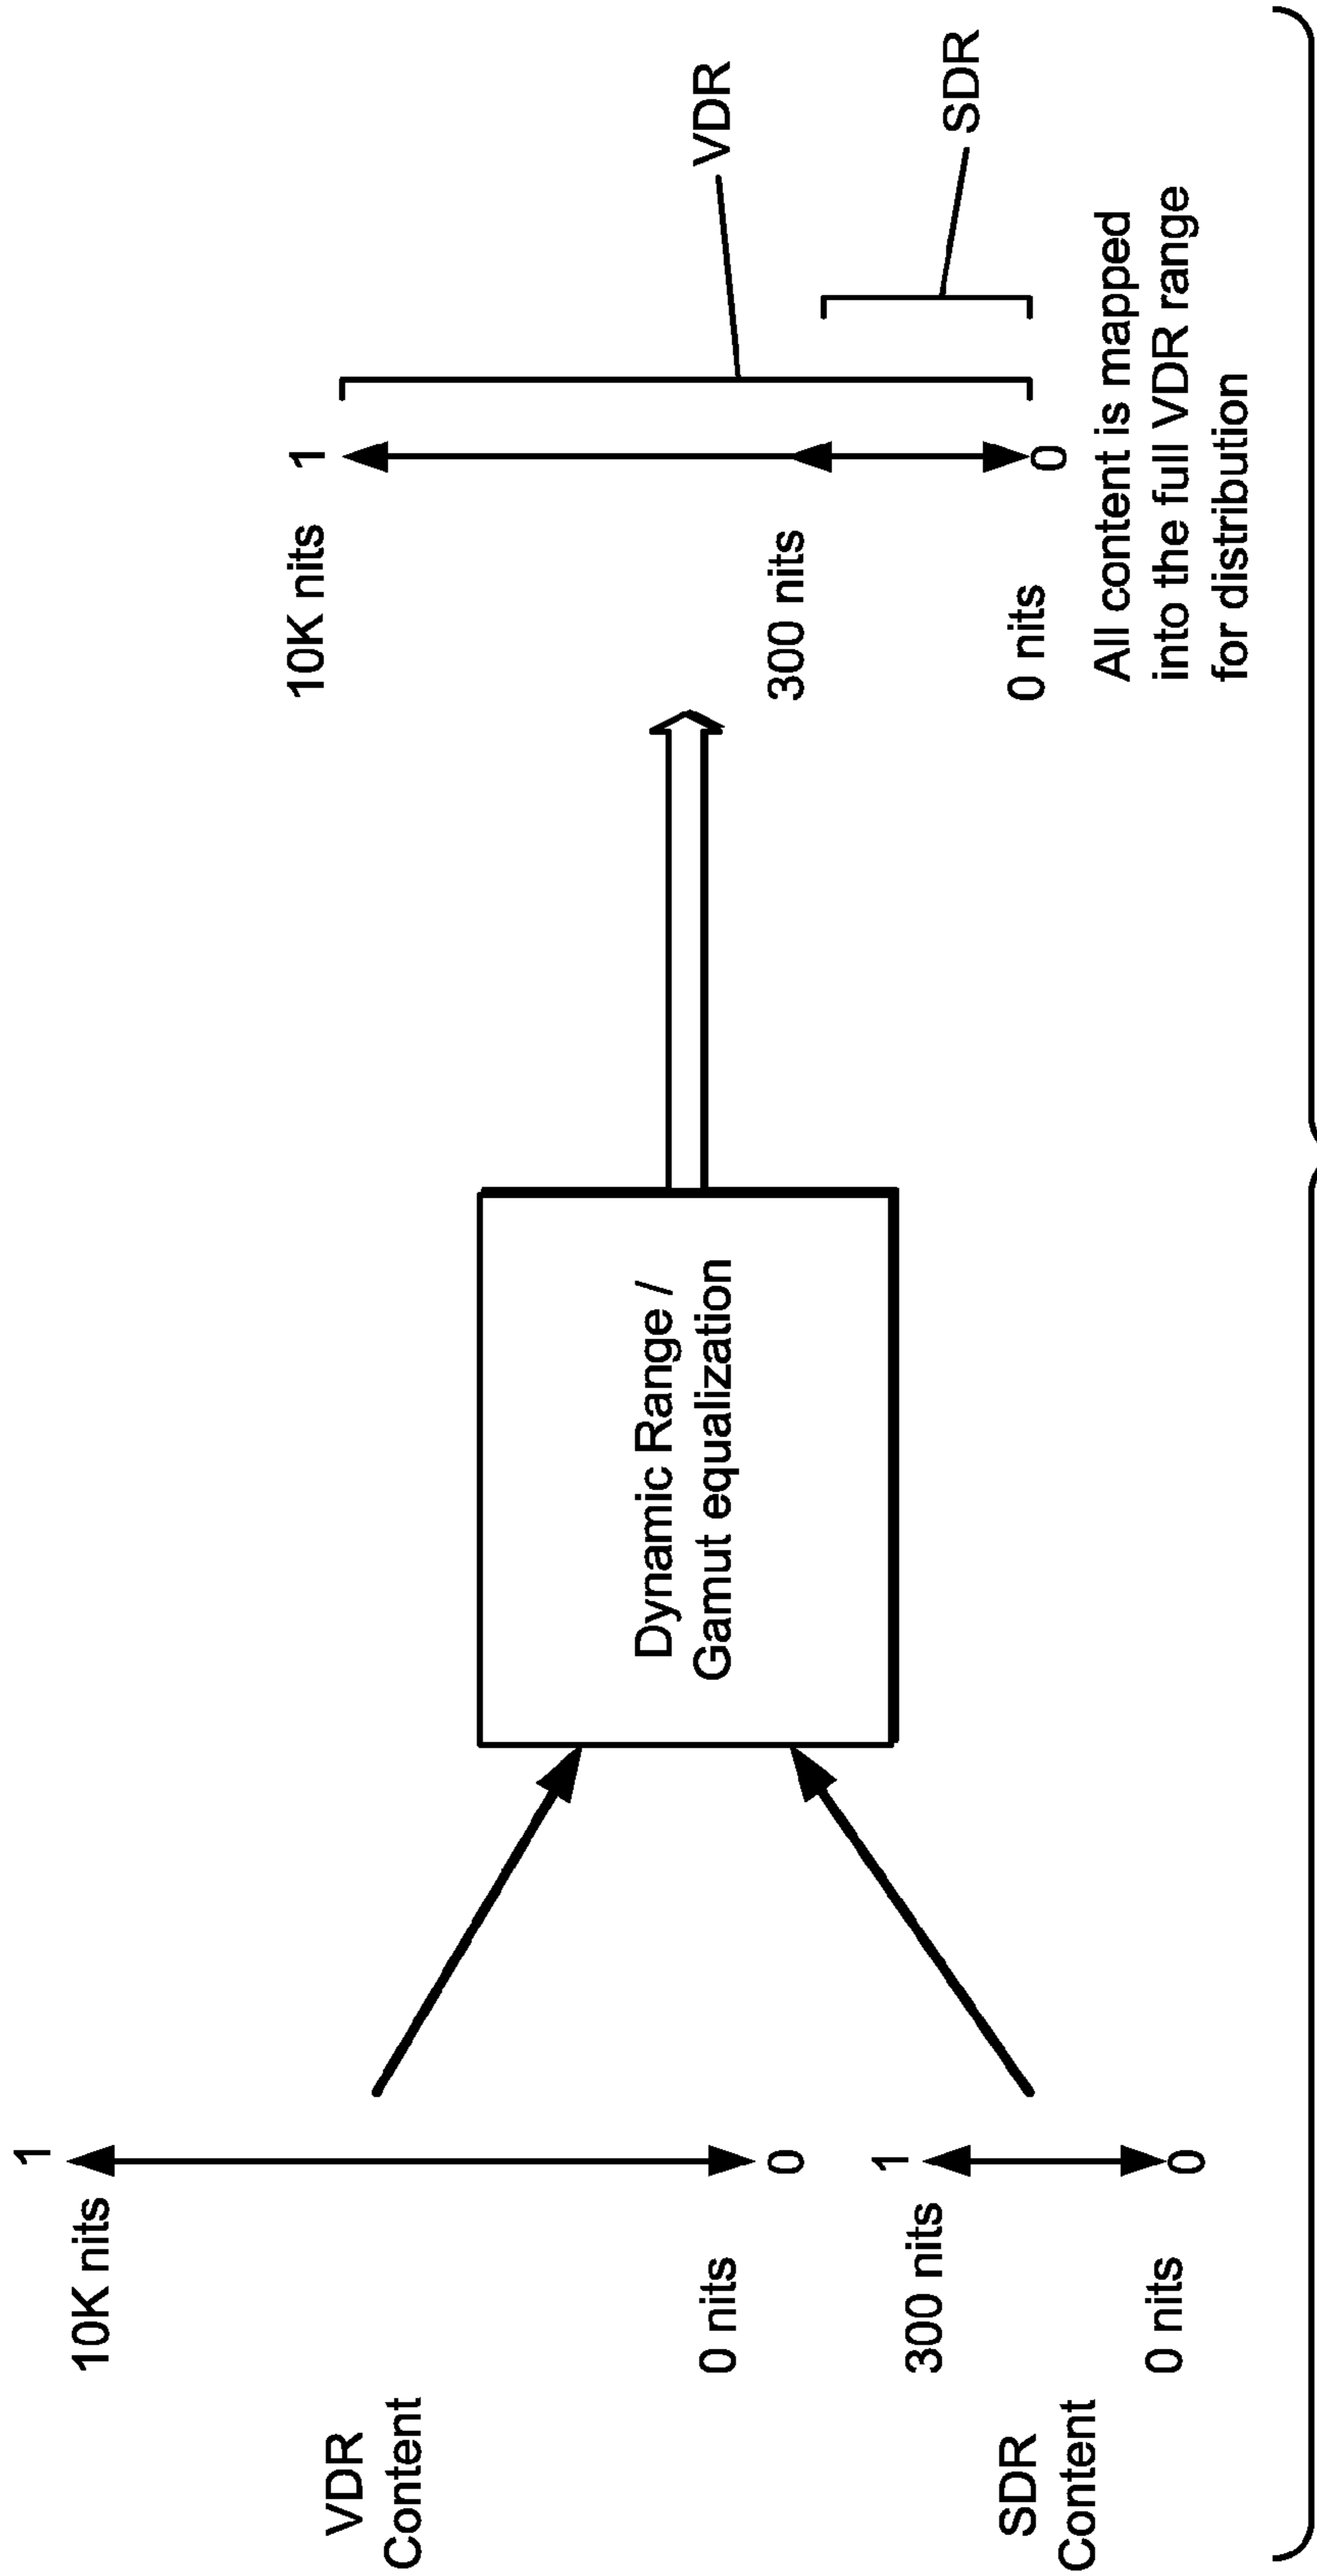 VDR
Content
1
10K nits
0 nits
0
SDR
Content
1
300 nits
0 nits
0
Dynamic Range /
Gamut equalization
10K nits
1
300 nits
0 nits
0
VDR
SDR
All content is mapped
into the full VDR range
for distribution